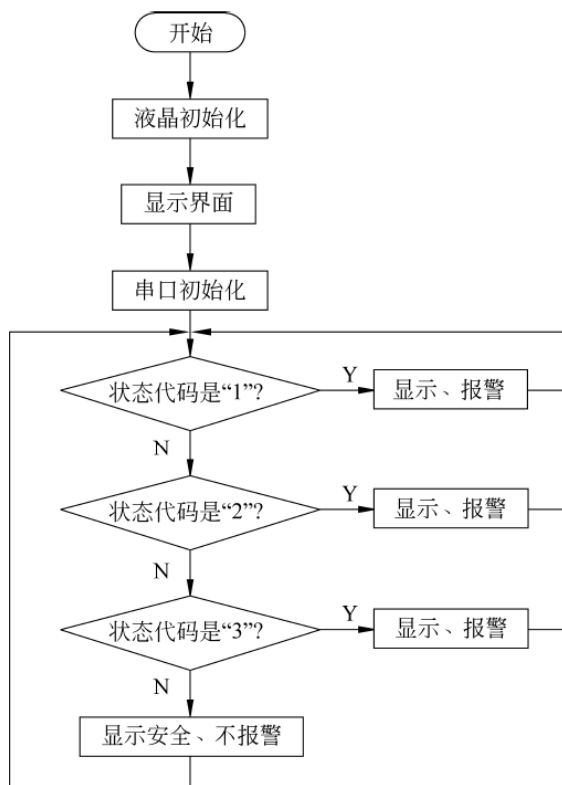 开始
液晶初始化
显示界面
串口初始化
状态代码是“1”?
Y
显示、报警
N
状态代码是“2”?
Y
显示、报警
N
状态代码是“3”?
Y
显示、报警
N
显示安全、不报警